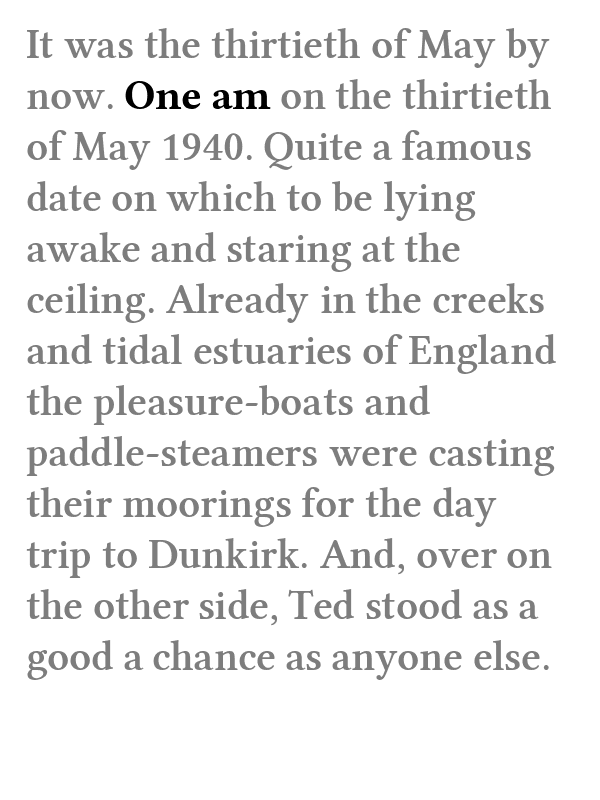 It was the thirtieth of May by
now. One am on the thirtieth
of May 1940. Quite a famous
date on which to be lying
awake and staring at the
ceiling. Already in the creeks
and tidal estuaries of England
the pleasure-boats and
paddle-steamers were casting
their moorings for the day
trip to Dunkirk. And, over on
the other side, Ted stood as a
good a chance as anyone else.